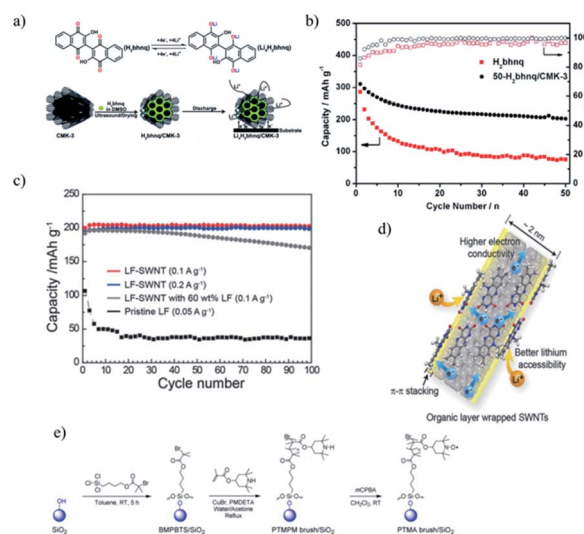 a)
(H₂bhnq)
+4e⁻, +4Li⁺
-4e⁻, -4Li⁺
(Li₄H₂bhnq)
H₂bhnq
in DMSO
Ultrasound/Drying
Discharge
Substrate
CMK-3
H₂bhnq/CMK-3
Li₄H₂bhnq/CMK-3
b)
Capacity / mAh g⁻¹
500
400
300
200
100
0
H₂bhnq
50-H₂bhnq/CMK-3
100
80
60
40
20
0
0 10 20 30 40 50
Cycle Number / n
c)
Capacity /mAh g⁻¹
250
200
150
100
50
0
LF-SWNT (0.1 A g⁻¹)
LF-SWNT (0.2 A g⁻¹)
LF-SWNT with 60 wt% LF (0.1 A g⁻¹)
Pristine LF (0.05 A g⁻¹)
0 10 20 30 40 50 60 70 80 90 100
Cycle number
d)
~ 2 nm
Higher electron
conductivity
Li⁺
e⁻
Better lithium
accessibility
Li⁺
π-π stacking
Organic layer wrapped SWNTs
e)
Toluene, RT, 5 h
CuBr, PMDETA
Water/Acetone
Reflux
mCPBA
CH₂Cl₂, RT
SiO₂
BMPBTS/SiO₂
PTMPM brush/SiO₂
PTMA brush/SiO₂